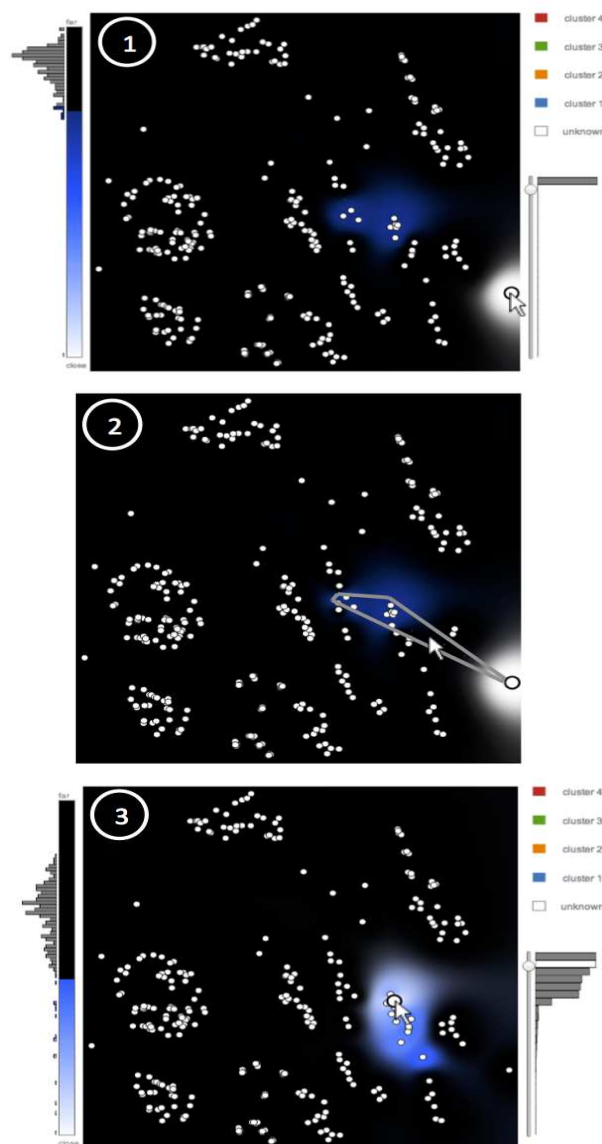 1
far
close
cluster 4
cluster 3
cluster 2
cluster 1
unknown
2
3
far
close
cluster 4
cluster 3
cluster 2
cluster 1
unknown